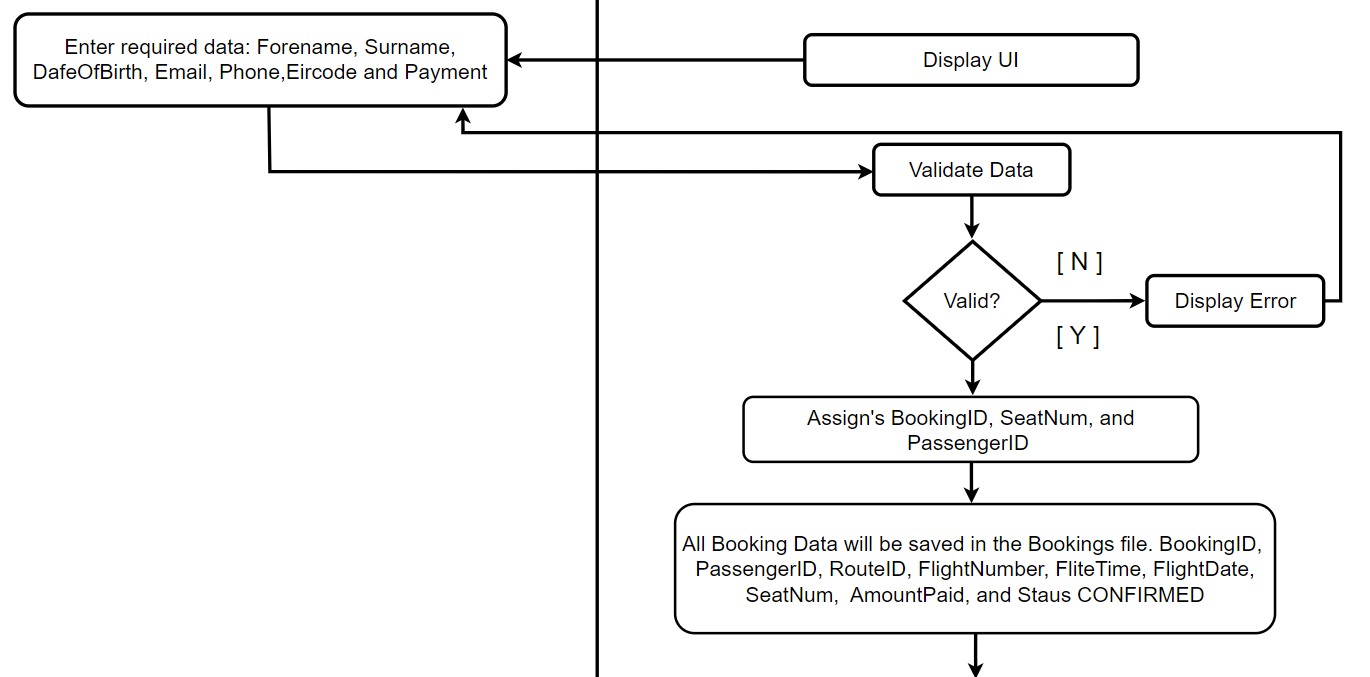 Enter required data: Forename, Surname,
DafeOfBirth, Email, Phone,Eircode and Payment
Display UI
Validate Data
Valid?
[ N ]
Display Error
[ Y ]
Assign's BookingID, SeatNum, and
PassengerID
All Booking Data will be saved in the Bookings file. BookingID,
PassengerID, RouteID, FlightNumber, FliteTime, FlightDate,
SeatNum,  AmountPaid, and Staus CONFIRMED